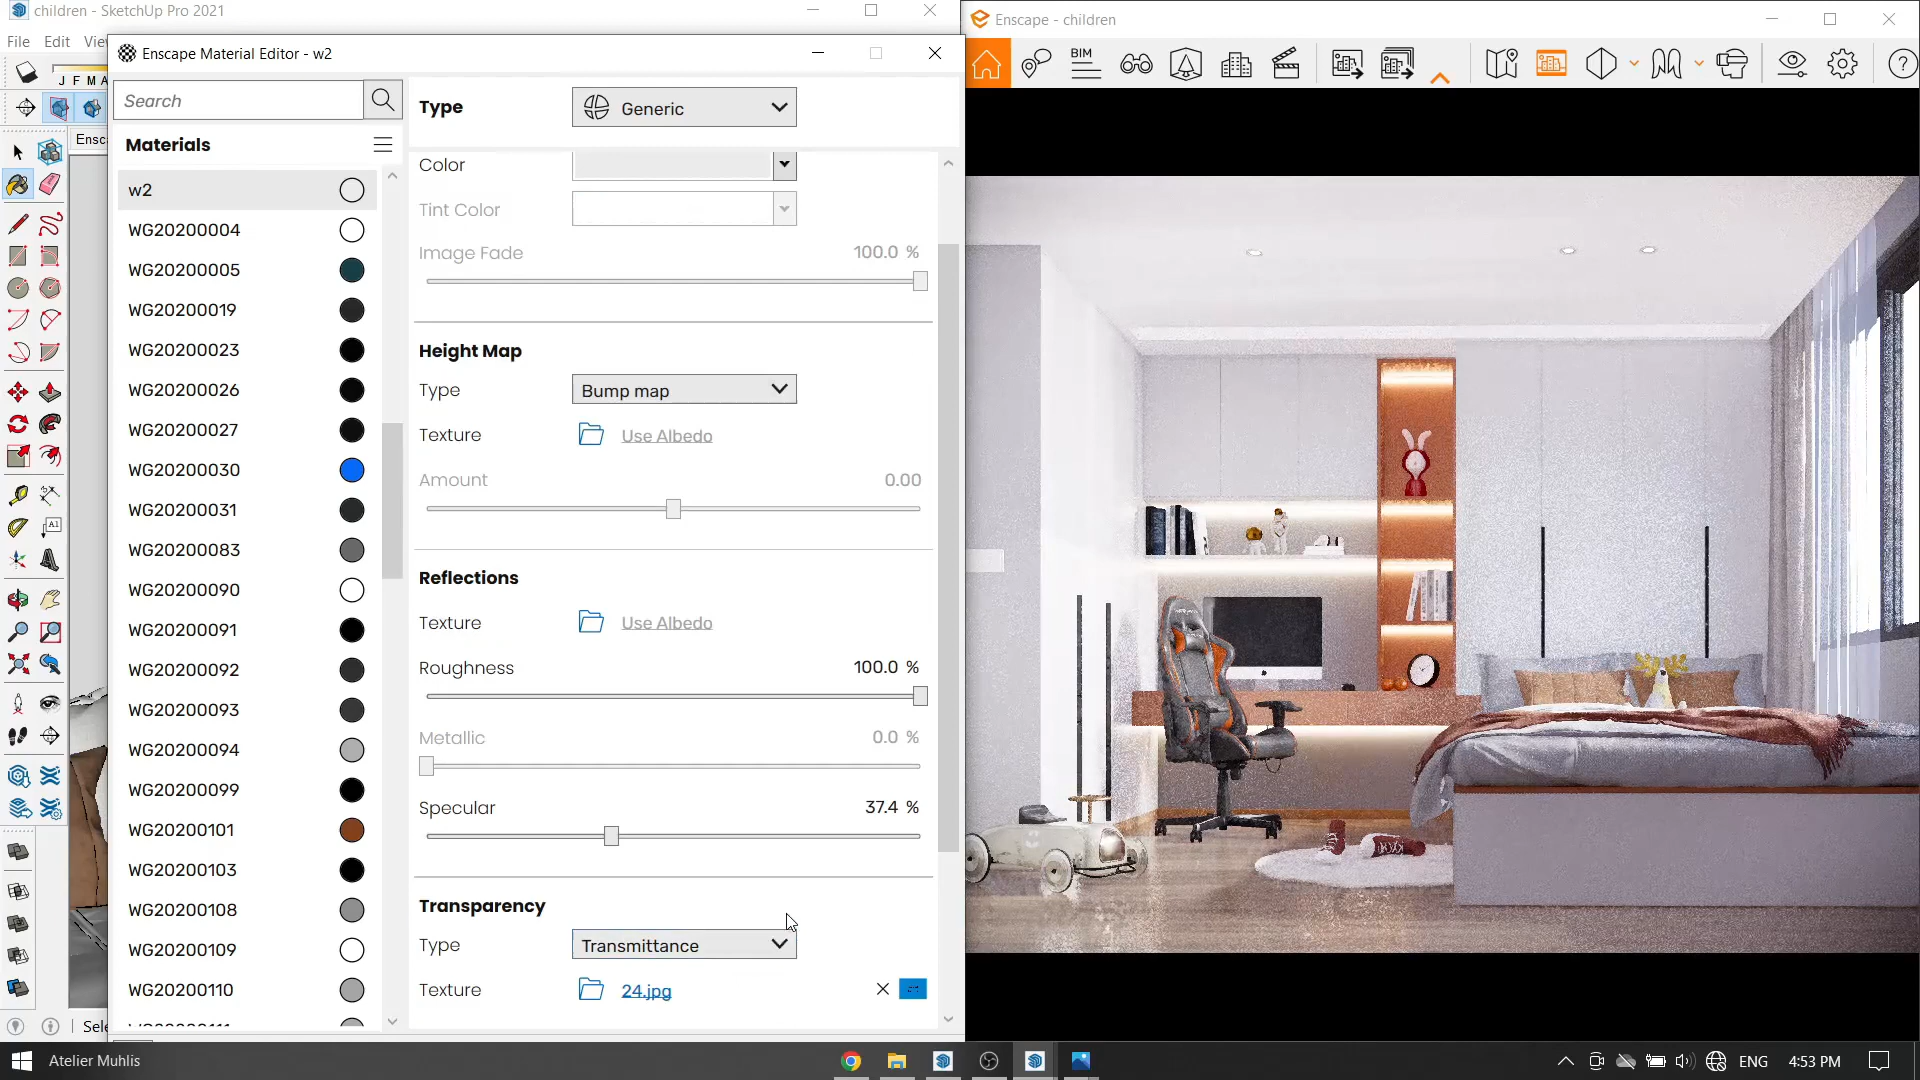 children - SketchUp Pro 2021
File Edit Vie
J F M A
Ensc
Sele
Enscape Material Editor - w2
Search
Materials
w2
WG20200004
WG20200005
WG20200019
WG20200023
WG20200026
WG20200027
WG20200030
WG20200031
WG20200083
WG20200090
WG20200091
WG20200092
WG20200093
WG20200094
WG20200099
WG20200101
WG20200103
WG20200108
WG20200109
WG20200110
Type Generic
Color
Tint Color
Image Fade 100.0 %
Height Map
Type Bump map
Texture Use Albedo
Amount 0.00
Reflections
Texture Use Albedo
Roughness 100.0 %
Metallic 0.0 %
Specular 37.4 %
Transparency
Type Transmittance
Texture 24.jpg
Enscape - children
BIM
Atelier Muhlis
ENG
4:53 PM